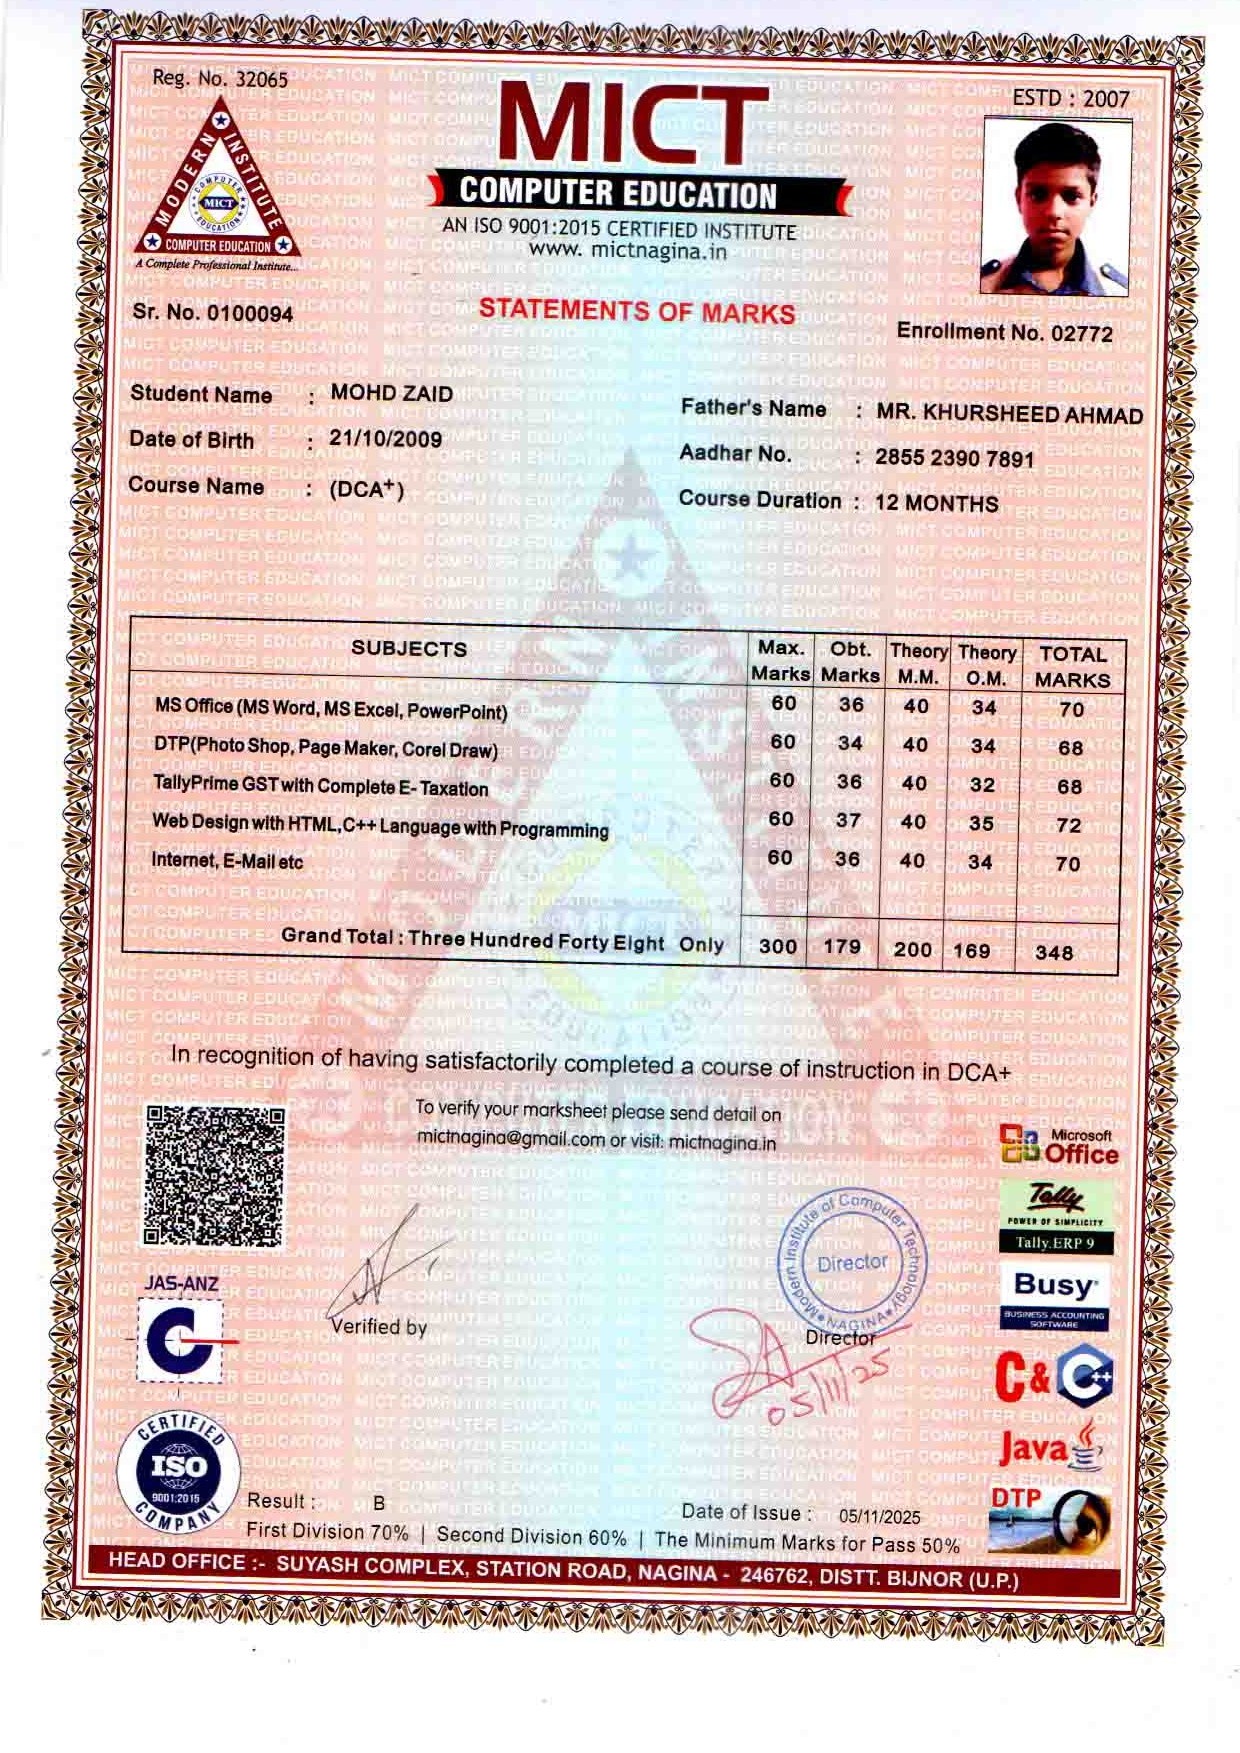 Reg. No. 32065
ESTD : 2007
MICT
COMPUTER EDUCATION
AN ISO 9001:2015 CERTIFIED INSTITUTE
www. mictnagina.in
MODERN INSTITUTE
COMPUTER EDUCATION
MICT
COMPUTER EDUCATION
A Complete Professional Institute...
Sr. No. 0100094
STATEMENTS OF MARKS
Enrollment No. 02772
Student Name : MOHD ZAID
Father's Name : MR. KHURSHEED AHMAD
Date of Birth : 21/10/2009
Aadhar No. : 2855 2390 7891
Course Name : (DCA+)
Course Duration : 12 MONTHS
SUBJECTS Max. Marks Obt. Marks Theory M.M. Theory O.M. TOTAL MARKS
MS Office (MS Word, MS Excel, PowerPoint) 60 36 40 34 70
DTP(Photo Shop, Page Maker, Corel Draw) 60 34 40 34 68
TallyPrime GST with Complete E- Taxation 60 36 40 32 68
Web Design with HTML,C++ Language with Programming 60 37 40 35 72
Internet, E-Mail etc 60 36 40 34 70
Grand Total : Three Hundred Forty Eight Only 300 179 200 169 348
In recognition of having satisfactorily completed a course of instruction in DCA+
To verify your marksheet please send detail on
mictnagina@gmail.com or visit: mictnagina.in
Microsoft
Office
Tally
POWER OF SIMPLICITY
Tally.ERP 9
Busy
BUSINESS ACCOUNTING
SOFTWARE
C & C++
Java
DTP
JAS-ANZ
Verified by
Modern Institute of Computer Technology
NAGINA
Director
Director
05/11/25
CERTIFIED
ISO
9001:2015
COMPANY
Result : B
Date of Issue : 05/11/2025
First Division 70% | Second Division 60% | The Minimum Marks for Pass 50%
HEAD OFFICE :- SUYASH COMPLEX, STATION ROAD, NAGINA - 246762, DISTT. BIJNOR (U.P.)